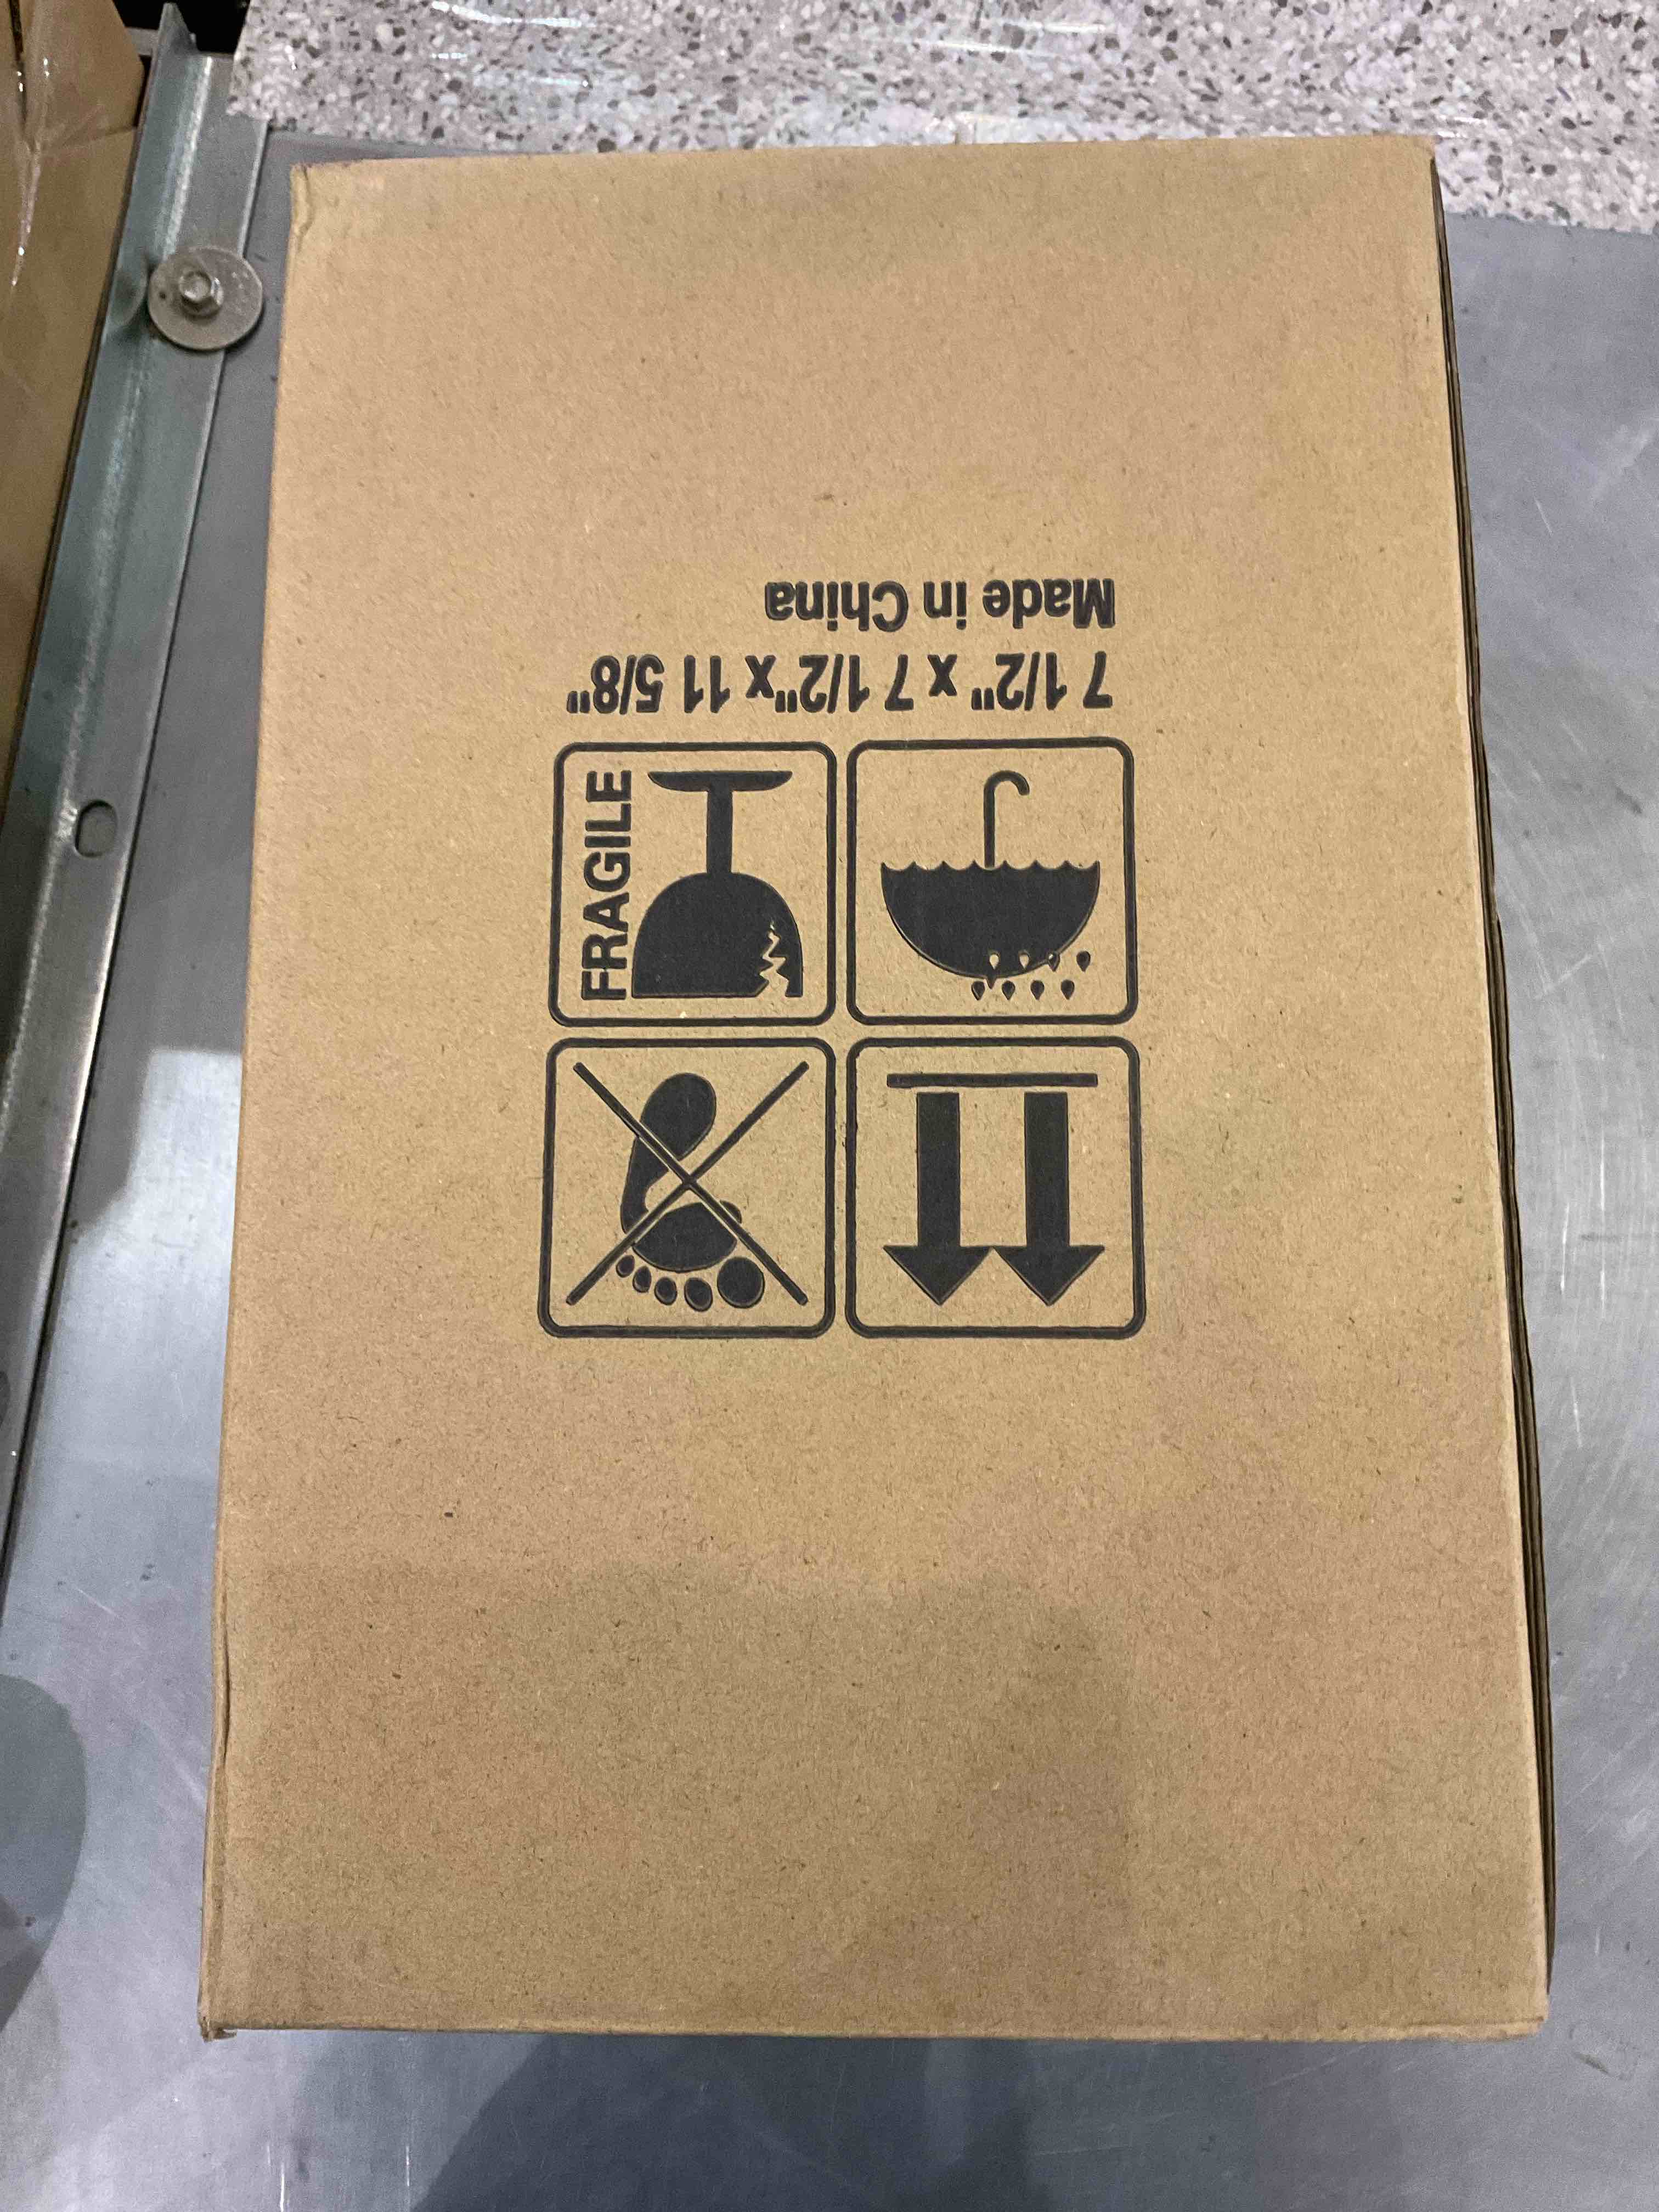 FRAGILE
7 1/2" x 7 1/2"x 11 5/8"
Made in China